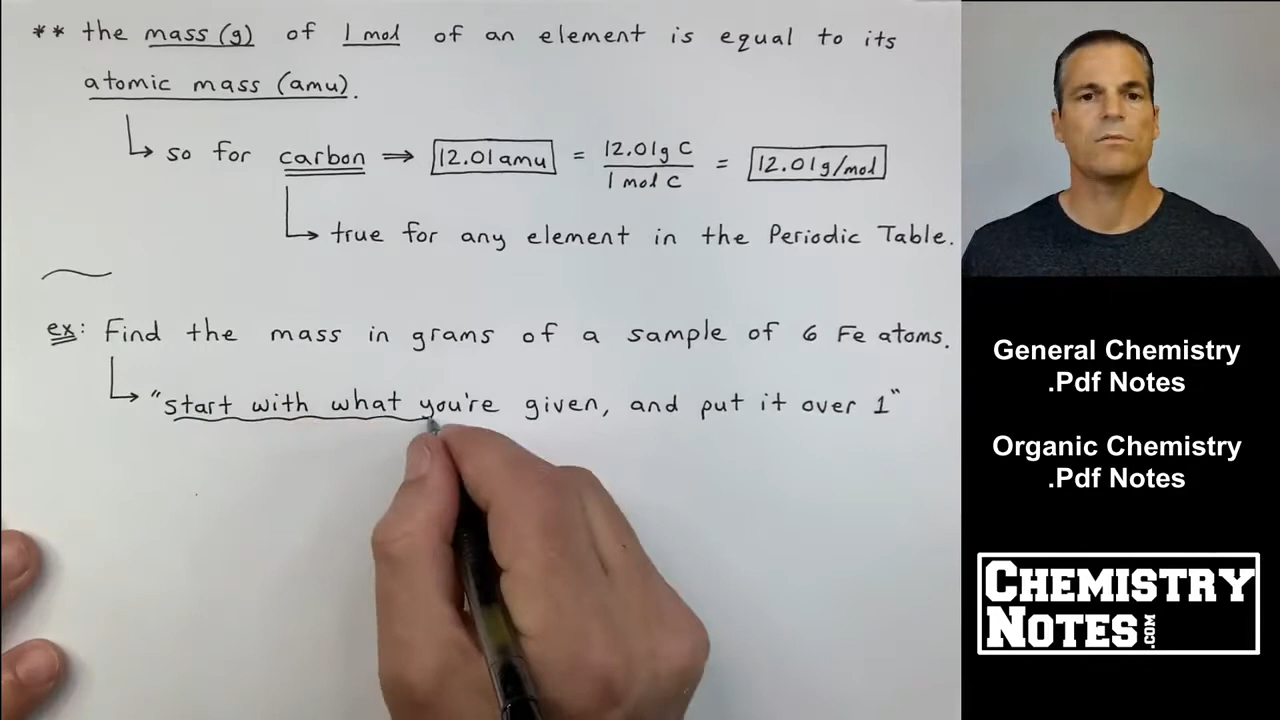 ** the mass (g) of 1 mol of an element is equal to its
atomic mass (amu).
so for carbon ⟹ 12.01 amu = 12.01g C / 1 mol C = 12.01 g/mol
true for any element in the Periodic Table.
ex: Find the mass in grams of a sample of 6 Fe atoms.
"start with what you're given, and put it over 1"
General Chemistry
.Pdf Notes
Organic Chemistry
.Pdf Notes
CHEMISTRY
NOTES.COM